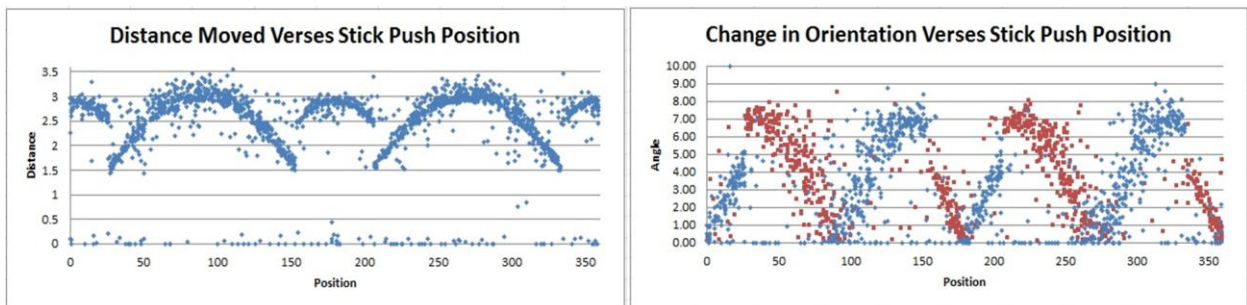 Distance Moved Verses Stick Push Position
3.5
3
2.5
2
1.5
1
0.5
0
Distance
0 50 100 150 200 250 300 350
Position
Change in Orientation Verses Stick Push Position
10.00
9.00
8.00
7.00
6.00
5.00
4.00
3.00
2.00
1.00
0.00
Angle
0 50 100 150 200 250 300 350
Position